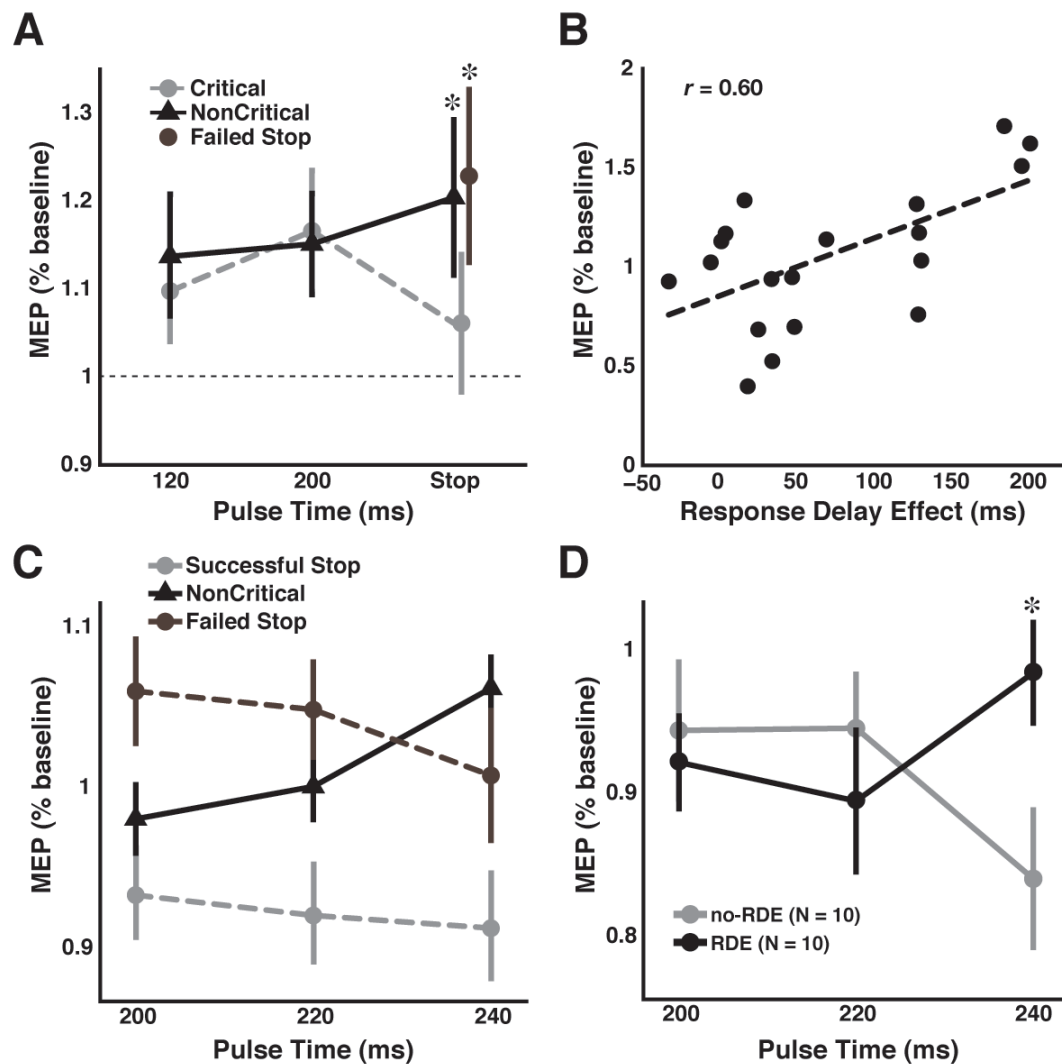 A
MEP (% baseline)
1.3
1.2
1.1
1
0.9
Critical
NonCritical
Failed Stop
*
*
120
200
Stop
Pulse Time (ms)
B
MEP (% baseline)
2
1.5
1
0.5
0
r = 0.60
−50
0
50
100
150
200
Response Delay Effect (ms)
C
MEP (% baseline)
1.1
1
0.9
Successful Stop
NonCritical
Failed Stop
200
220
240
Pulse Time (ms)
D
MEP (% baseline)
1
0.9
0.8
*
no-RDE (N = 10)
RDE (N = 10)
200
220
240
Pulse Time (ms)